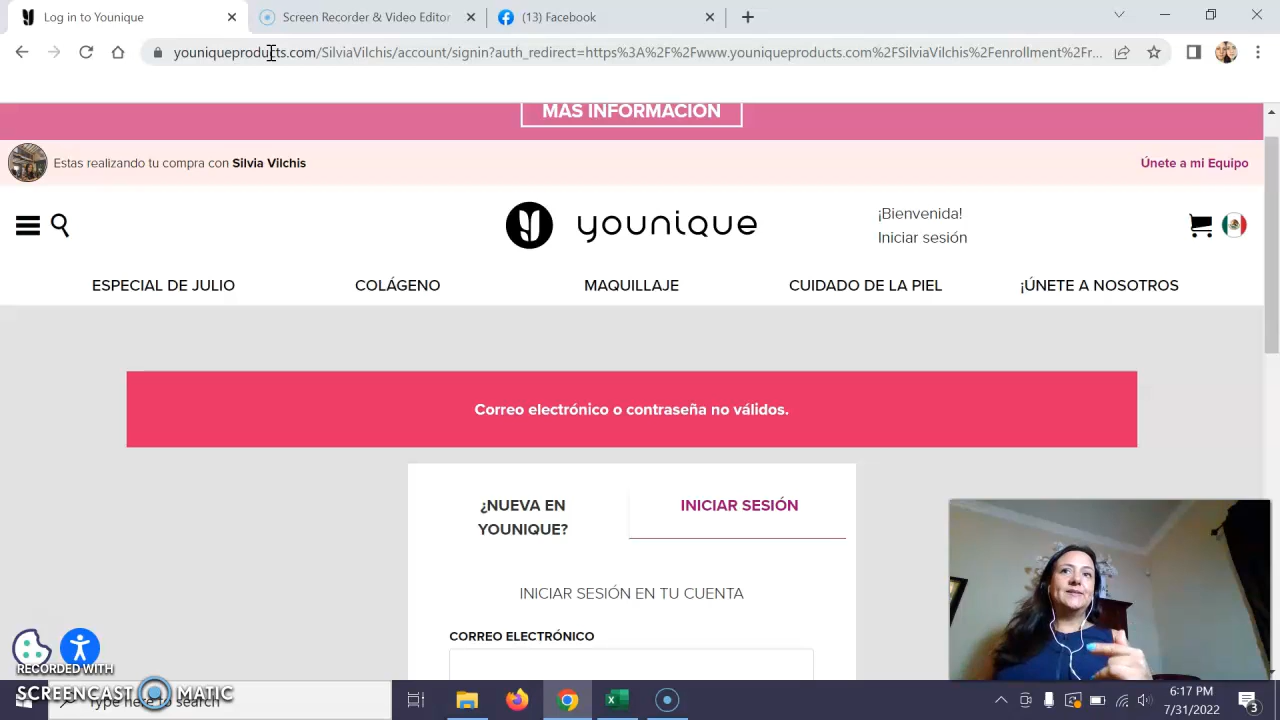 Log in to Younique
Screen Recorder & Video Editor
(13) Facebook
youniqueproducts.com/SilviaVilchis/account/signin?auth_redirect=https%3A%2F%2Fwww.youniqueproducts.com%2FSilviaVilchis%2Fenrollment%2Fr...
MÁS INFORMACIÓN
Estas realizando tu compra con Silvia Vilchis
Únete a mi Equipo
younique
¡Bienvenida!
Iniciar sesión
ESPECIAL DE JULIO
COLÁGENO
MAQUILLAJE
CUIDADO DE LA PIEL
¡ÚNETE A NOSOTROS
Correo electrónico o contraseña no válidos.
¿NUEVA EN
YOUNIQUE?
INICIAR SESIÓN
INICIAR SESIÓN EN TU CUENTA
CORREO ELECTRÓNICO
RECORDED WITH
SCREENCAST MATIC
Type here to search
6:17 PM
7/31/2022
3